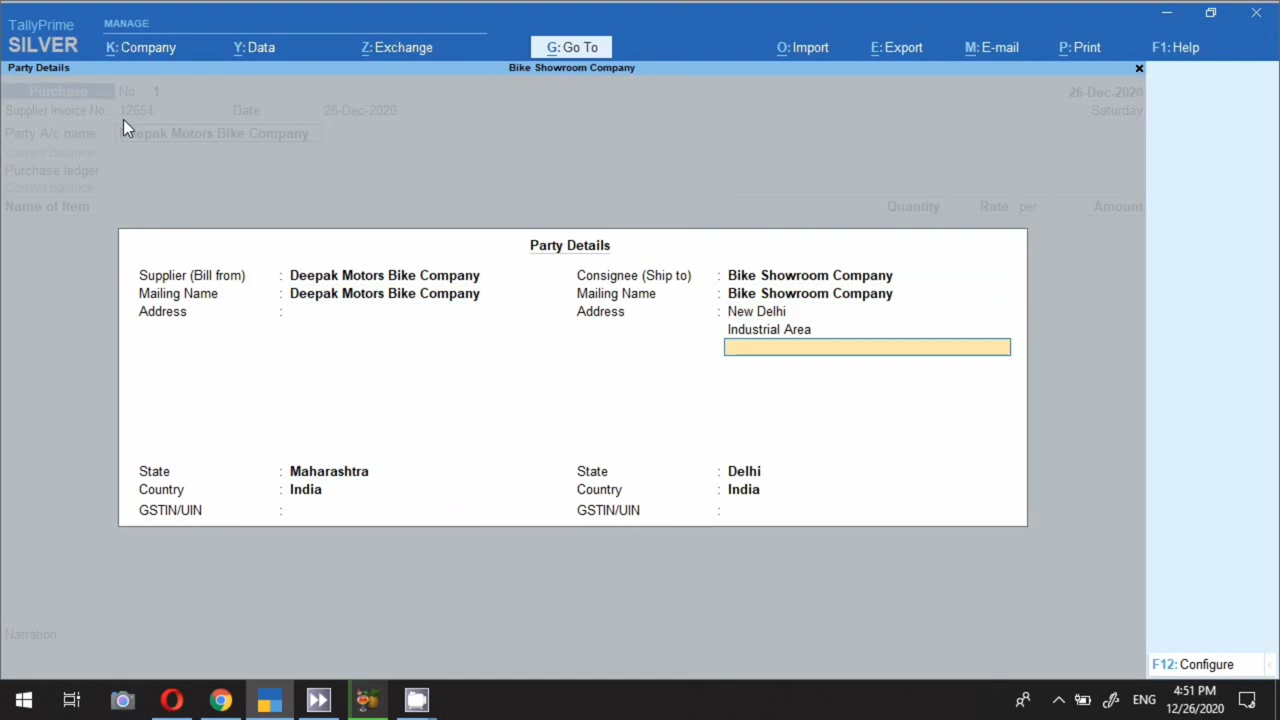 TallyPrime
SILVER
MANAGE
K: Company
Y: Data
Z: Exchange
G: Go To
O: Import
E: Export
M: E-mail
P: Print
F1: Help
Party Details
Bike Showroom Company
Purchase No. 1
26-Dec-2020
Supplier Invoice No.: 12654 Date : 26-Dec-2020
Saturday
Party A/c name : Deepak Motors Bike Company
Current balance :
Purchase ledger :
Current balance :
Name of Item Quantity Rate per Amount
Party Details
Supplier (Bill from) : Deepak Motors Bike Company
Consignee (Ship to) : Bike Showroom Company
Mailing Name : Deepak Motors Bike Company
Mailing Name : Bike Showroom Company
Address :
Address : New Delhi
Industrial Area
State : Maharashtra
State : Delhi
Country : India
Country : India
GSTIN/UIN :
GSTIN/UIN :
Narration
F12: Configure
ENG
4:51 PM
12/26/2020